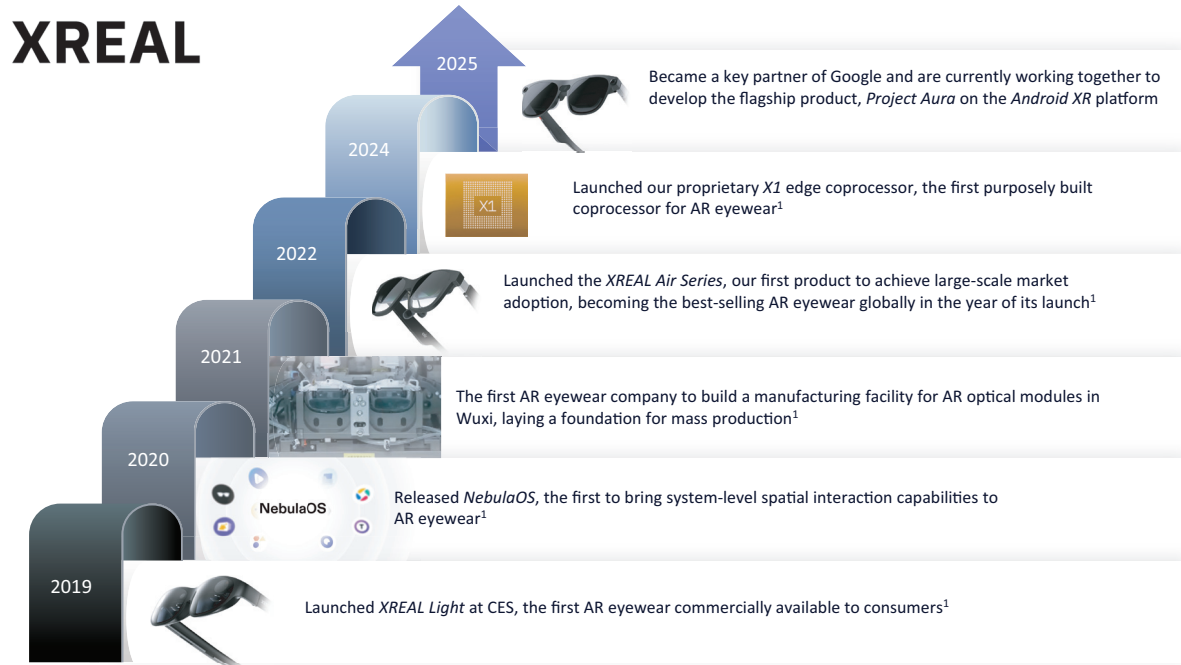 XREAL
2025
Became a key partner of Google and are currently working together to
develop the flagship product, Project Aura on the Android XR platform
2024
X1
Launched our proprietary X1 edge coprocessor, the first purposely built
coprocessor for AR eyewear1
2022
Launched the XREAL Air Series, our first product to achieve large-scale market
adoption, becoming the best-selling AR eyewear globally in the year of its launch1
2021
The first AR eyewear company to build a manufacturing facility for AR optical modules in
Wuxi, laying a foundation for mass production1
2020
NebulaOS
Released NebulaOS, the first to bring system-level spatial interaction capabilities to
AR eyewear1
2019
Launched XREAL Light at CES, the first AR eyewear commercially available to consumers1